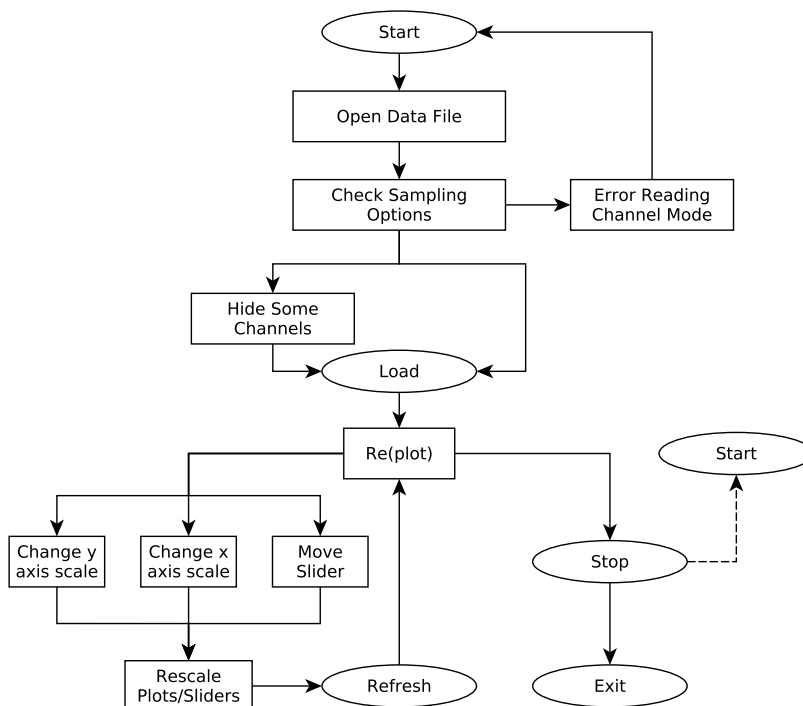 Start
Open Data File
Check Sampling
Options
Error Reading
Channel Mode
Hide Some
Channels
Load
Re(plot)
Start
Change y
axis scale
Change x
axis scale
Move
Slider
Stop
Rescale
Plots/Sliders
Refresh
Exit